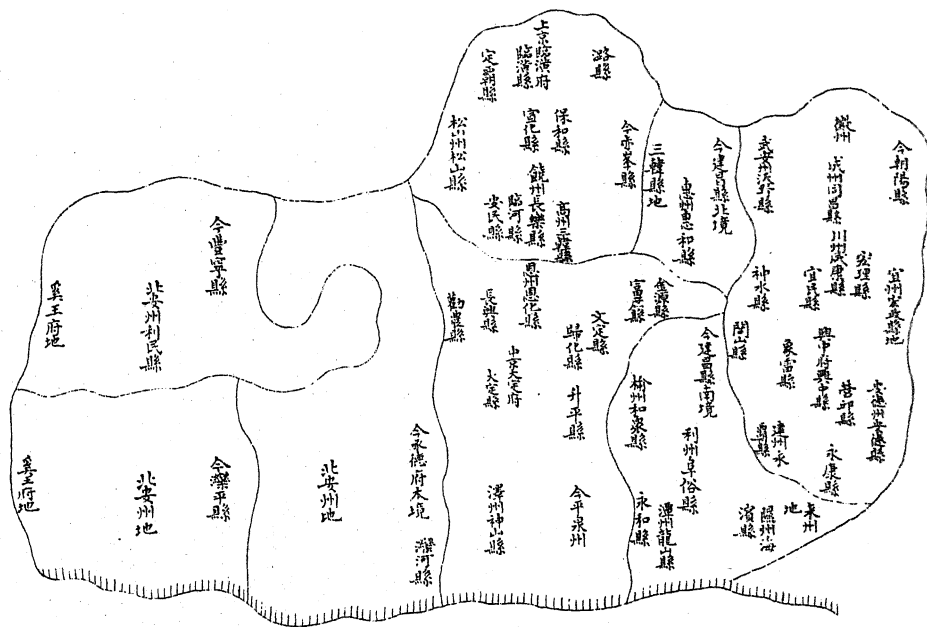 潞縣
上京臨潢府
臨潢縣
定霸縣
保和縣
宣化縣
松山州松山縣
今赤峯縣
饒州長樂縣
臨河縣
安民縣
高州三韓縣
三韓縣地
今建昌縣北境
惠州惠和縣
今朝陽縣
徽州
成州同昌縣
武安州沃野縣
川州咸康縣
宏理縣
宜民縣
宜州宏政縣地
神水縣
閭山縣
興中府興中縣
象雷縣
營邱縣
安德州安德縣
建州永
霸縣
永康縣
來州
地
隰州海
濱縣
恩州恩化縣
長興縣
勸農縣
金源縣
富庶縣
文定縣
歸化縣
中京大定府
大定縣
升平縣
今平泉州
澤州神山縣
今建昌縣南境
榆州和衆縣
利州阜俗縣
潭州龍山縣
永和縣
今豐寧縣
北安州利民縣
奚王府地
今承德府本境
灤河縣
北安州地
今灤平縣
北安州地
奚王府地